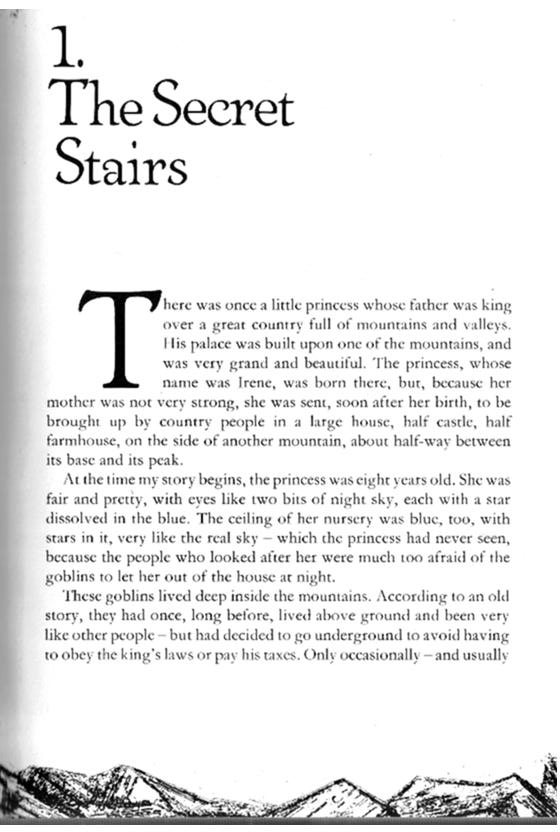 1.
The Secret
Stairs
There was once a little princess whose father was king
over a great country full of mountains and valleys.
His palace was built upon one of the mountains, and
was very grand and beautiful. The princess, whose
name was Irene, was born there, but, because her
mother was not very strong, she was sent, soon after her birth, to be
brought up by country people in a large house, half castle, half
farmhouse, on the side of another mountain, about half-way between
its base and its peak.
At the time my story begins, the princess was eight years old. She was
fair and pretty, with eyes like two bits of night sky, each with a star
dissolved in the blue. The ceiling of her nursery was blue, too, with
stars in it, very like the real sky – which the princess had never seen,
because the people who looked after her were much too afraid of the
goblins to let her out of the house at night.
These goblins lived deep inside the mountains. According to an old
story, they had once, long before, lived above ground and been very
like other people – but had decided to go underground to avoid having
to obey the king's laws or pay his taxes. Only occasionally – and usually